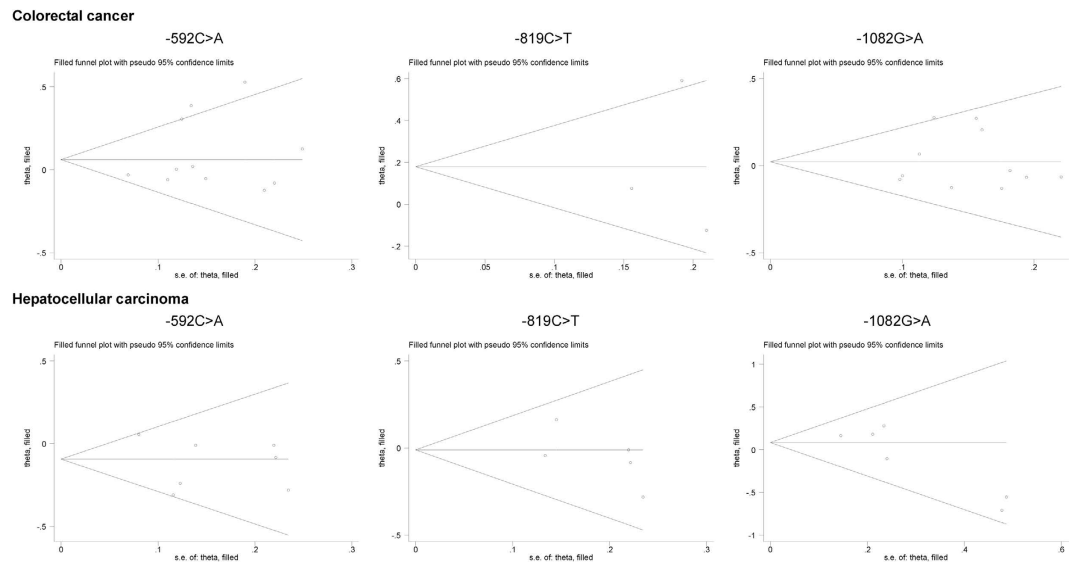 Colorectal cancer
-592C>A
-819C>T
-1082G>A
Filled funnel plot with pseudo 95% confidence limits
Filled funnel plot with pseudo 95% confidence limits
Filled funnel plot with pseudo 95% confidence limits
theta, filled
.5
0
-.5
0
.1
.2
.3
s.e. of: theta, filled
theta, filled
.6
.4
.2
0
-.2
0
.05
.1
.15
.2
s.e. of: theta, filled
theta, filled
.5
0
-.5
0
.1
.2
s.e. of: theta, filled
Hepatocellular carcinoma
-592C>A
-819C>T
-1082G>A
Filled funnel plot with pseudo 95% confidence limits
Filled funnel plot with pseudo 95% confidence limits
Filled funnel plot with pseudo 95% confidence limits
theta, filled
.5
0
-.5
0
.1
.2
.3
s.e. of: theta, filled
theta, filled
.5
0
-.5
0
.1
.2
.3
s.e. of: theta, filled
theta, filled
1
.5
0
-.5
-1
0
.2
.4
.6
s.e. of: theta, filled